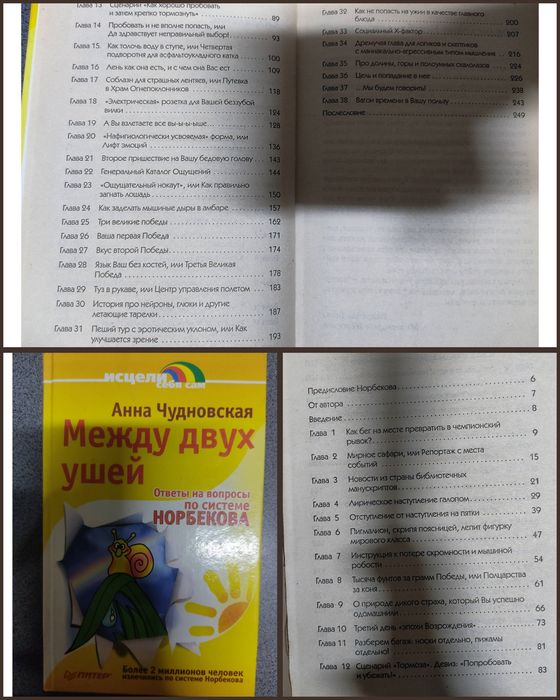 Глава 13 Сценарий «Как хорошо пробовать
и затем крепко тормознуть» 89
Глава 14 Пробовать и не вполне попасть, или
Да здравствует неправильный выбор! 93
Глава 15 Как толочь воду в ступе, или Четвертая
подворотня для асфальтоукладного катка 100
Глава 16 Лень как она есть, и с чем она Вас ест 109
Глава 17 Соблазн для страшных лентяев, или Путевка
в Храм Огнепоклонников 118
Глава 18 «Электрическая» розетка для Вашей беззубой
вилки 124
Глава 19 А Вы взлетаете все вы-ы-ы-ше 128
Глава 20 «Нафигиологически усвояемая» форма, или
Лифт эмоций 136
Глава 21 Второе пришествие на Вашу бедовую голову 143
Глава 22 Генеральный Каталог Ощущений 144
Глава 23 «Ощущательный нокаут», или Как правильно
загнать лошадь 150
Глава 24 Как заделать мышиные дыры в амбаре 157
Глава 25 Три великие победы 162
Глава 26 Ваша первая Победа 171
Глава 27 Вкус второй Победы 174
Глава 28 Язык Ваш без костей, или Третья Великая
Победа 178
Глава 29 Туз в рукаве, или Центр управления полетом 183
Глава 30 История про нейроны, глюки и другие
летающие тарелки 187
Глава 31 Пеший тур с эротическим уклоном, или Как
улучшается зрение 193
Глава 32 Как не попасть на ужин в качестве главного
блюда 200
Глава 33 Социальный Х-фактор 207
Глава 34 Дремучая глава для логиков и скептиков
с маниакально-агрессивным типом мышления 216
Глава 35 Про долины, горы и ползучих скалолазов 224
Глава 36 Цель и попадание в нее 226
Глава 37 ... Мы будем говорить! 238
Глава 38 Вагон времени в Вашу пользу 243
Послесловие 249
исцели
себя сам
Анна Чудновская
Между двух
ушей
Ответы на вопросы
по системе
НОРБЕКОВА
Более 2 миллионов человек
излечились по системе Норбекова
ПИТЕР
Предисловие Норбекова 6
От автора 7
Введение 8
Глава 1 Как бег на месте превратить в чемпионский
рывок? 9
Глава 2 Мирное сафари, или Репортаж с места
событий 15
Глава 3 Новости из страны библиотечных
манускриптов 21
Глава 4 Лирическое наступление галопом 29
Глава 5 Отступление от наступления на пятки 39
Глава 6 Пигмалион, скрипя поясницей, лепит фигурку
мирового класса 47
Глава 7 Инструкция к потере скромности и мышиной
робости 54
Глава 8 Тысяча фунтов за грамм Победы, или Полцарства
за коня 61
Глава 9 О природе дикого страха, который Вы успешно
одомашнили 66
Глава 10 Третий день «эпохи Возрождения» 73
Глава 11 Разберем багаж: носки отдельно, пижамы
отдельно! 77
Глава 12 Сценарий «Тормоза». Девиз: «Попробовать
и убежать!» 83